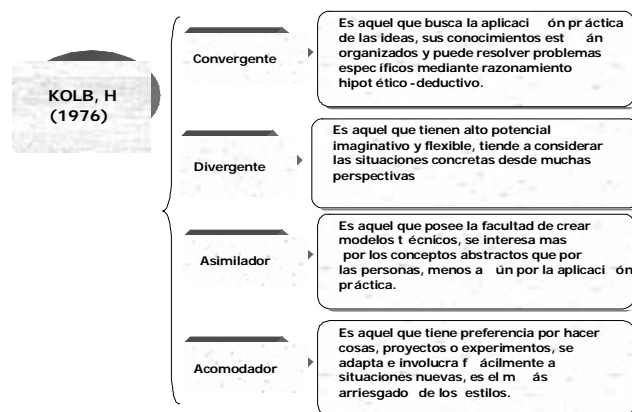 KOLB, H
(1976)
Convergente
Es aquel que busca la aplicaci ón pr áctica
de las ideas, sus conocimientos est án
organizados y puede resolver problemas
espec íficos mediante razonamiento
hipot ético -deductivo.
Divergente
Es aquel que tienen alto potencial
imaginativo y flexible, tiende a considerar
las situaciones concretas desde muchas
perspectivas
Asimilador
Es aquel que posee la facultad de crear
modelos t écnicos, se interesa mas
por los conceptos abstractos que por
las personas, menos a ún por la aplicaci ón
pr áctica.
Acomodador
Es aquel que tiene preferencia por hacer
cosas, proyectos o experimentos, se
adapta e involucra f ácilmente a
situaciones nuevas, es el m ás
arriesgado de los estilos.